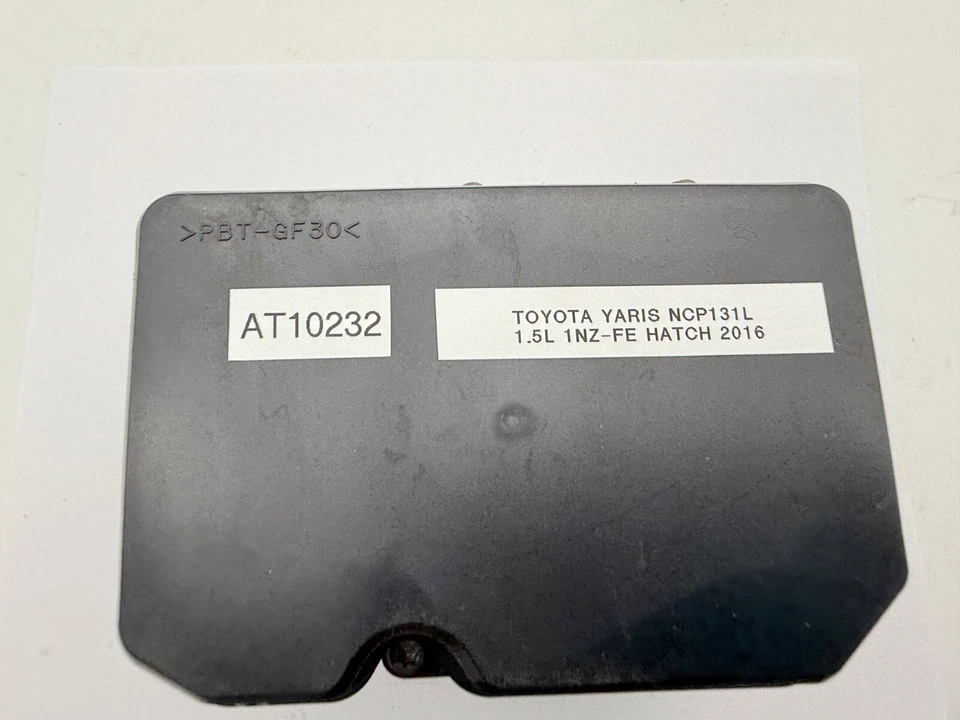 >PBT-GF30<
AT10232
TOYOTA YARIS NCP131L
1.5L 1NZ-FE HATCH 2016